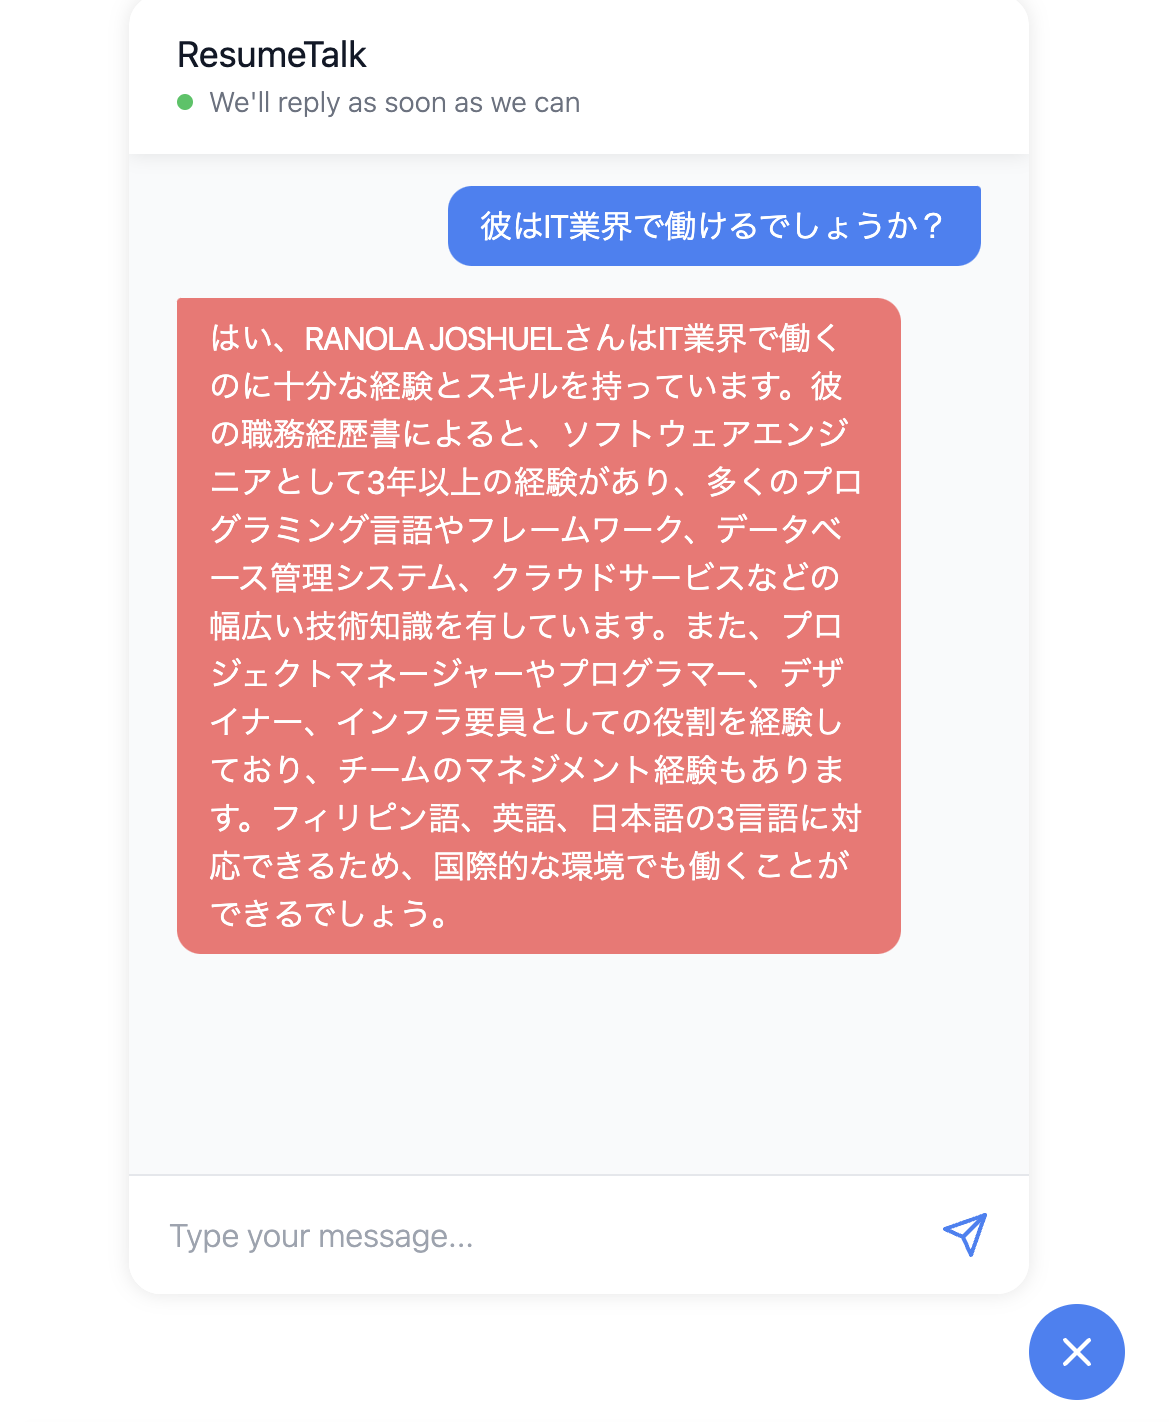 ResumeTalk
We'll reply as soon as we can
彼はIT業界で働けるでしょうか？
はい、RANOLA JOSHUELさんはIT業界で働く
のに十分な経験とスキルを持っています。彼
の職務経歴書によると、ソフトウェアエンジ
ニアとして3年以上の経験があり、多くのプロ
グラミング言語やフレームワーク、データベ
ース管理システム、クラウドサービスなどの
幅広い技術知識を有しています。また、プロ
ジェクトマネージャーやプログラマー、デザ
イナー、インフラ要員としての役割を経験し
ており、チームのマネジメント経験もありま
す。フィリピン語、英語、日本語の3言語に対
応できるため、国際的な環境でも働くことが
できるでしょう。
Type your message...